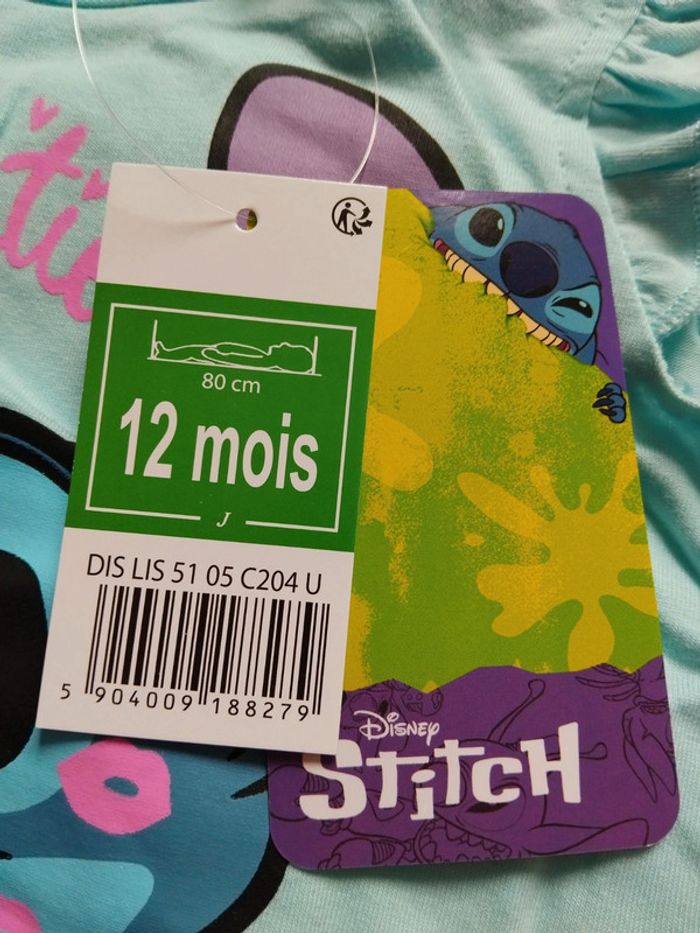 80 cm
12 mois
J
DIS LIS 51 05 C204 U
5 904009 188279
Disney
Stitch